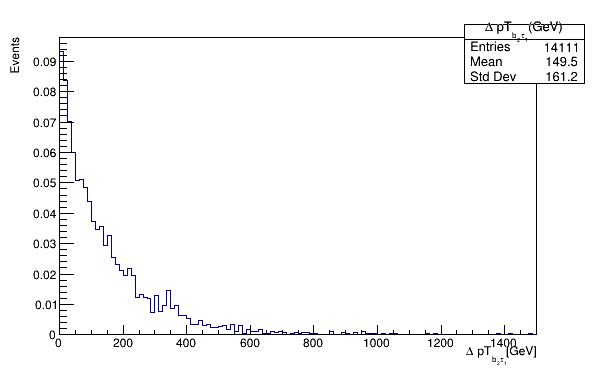 Δ pT_{b₂τ₁}(GeV)
Entries 14111
Mean 149.5
Std Dev 161.2
Events
0.09
0.08
0.07
0.06
0.05
0.04
0.03
0.02
0.01
0
0 200 400 600 800 1000 1200 1400
Δ pT_{b₂τ₁}[GeV]